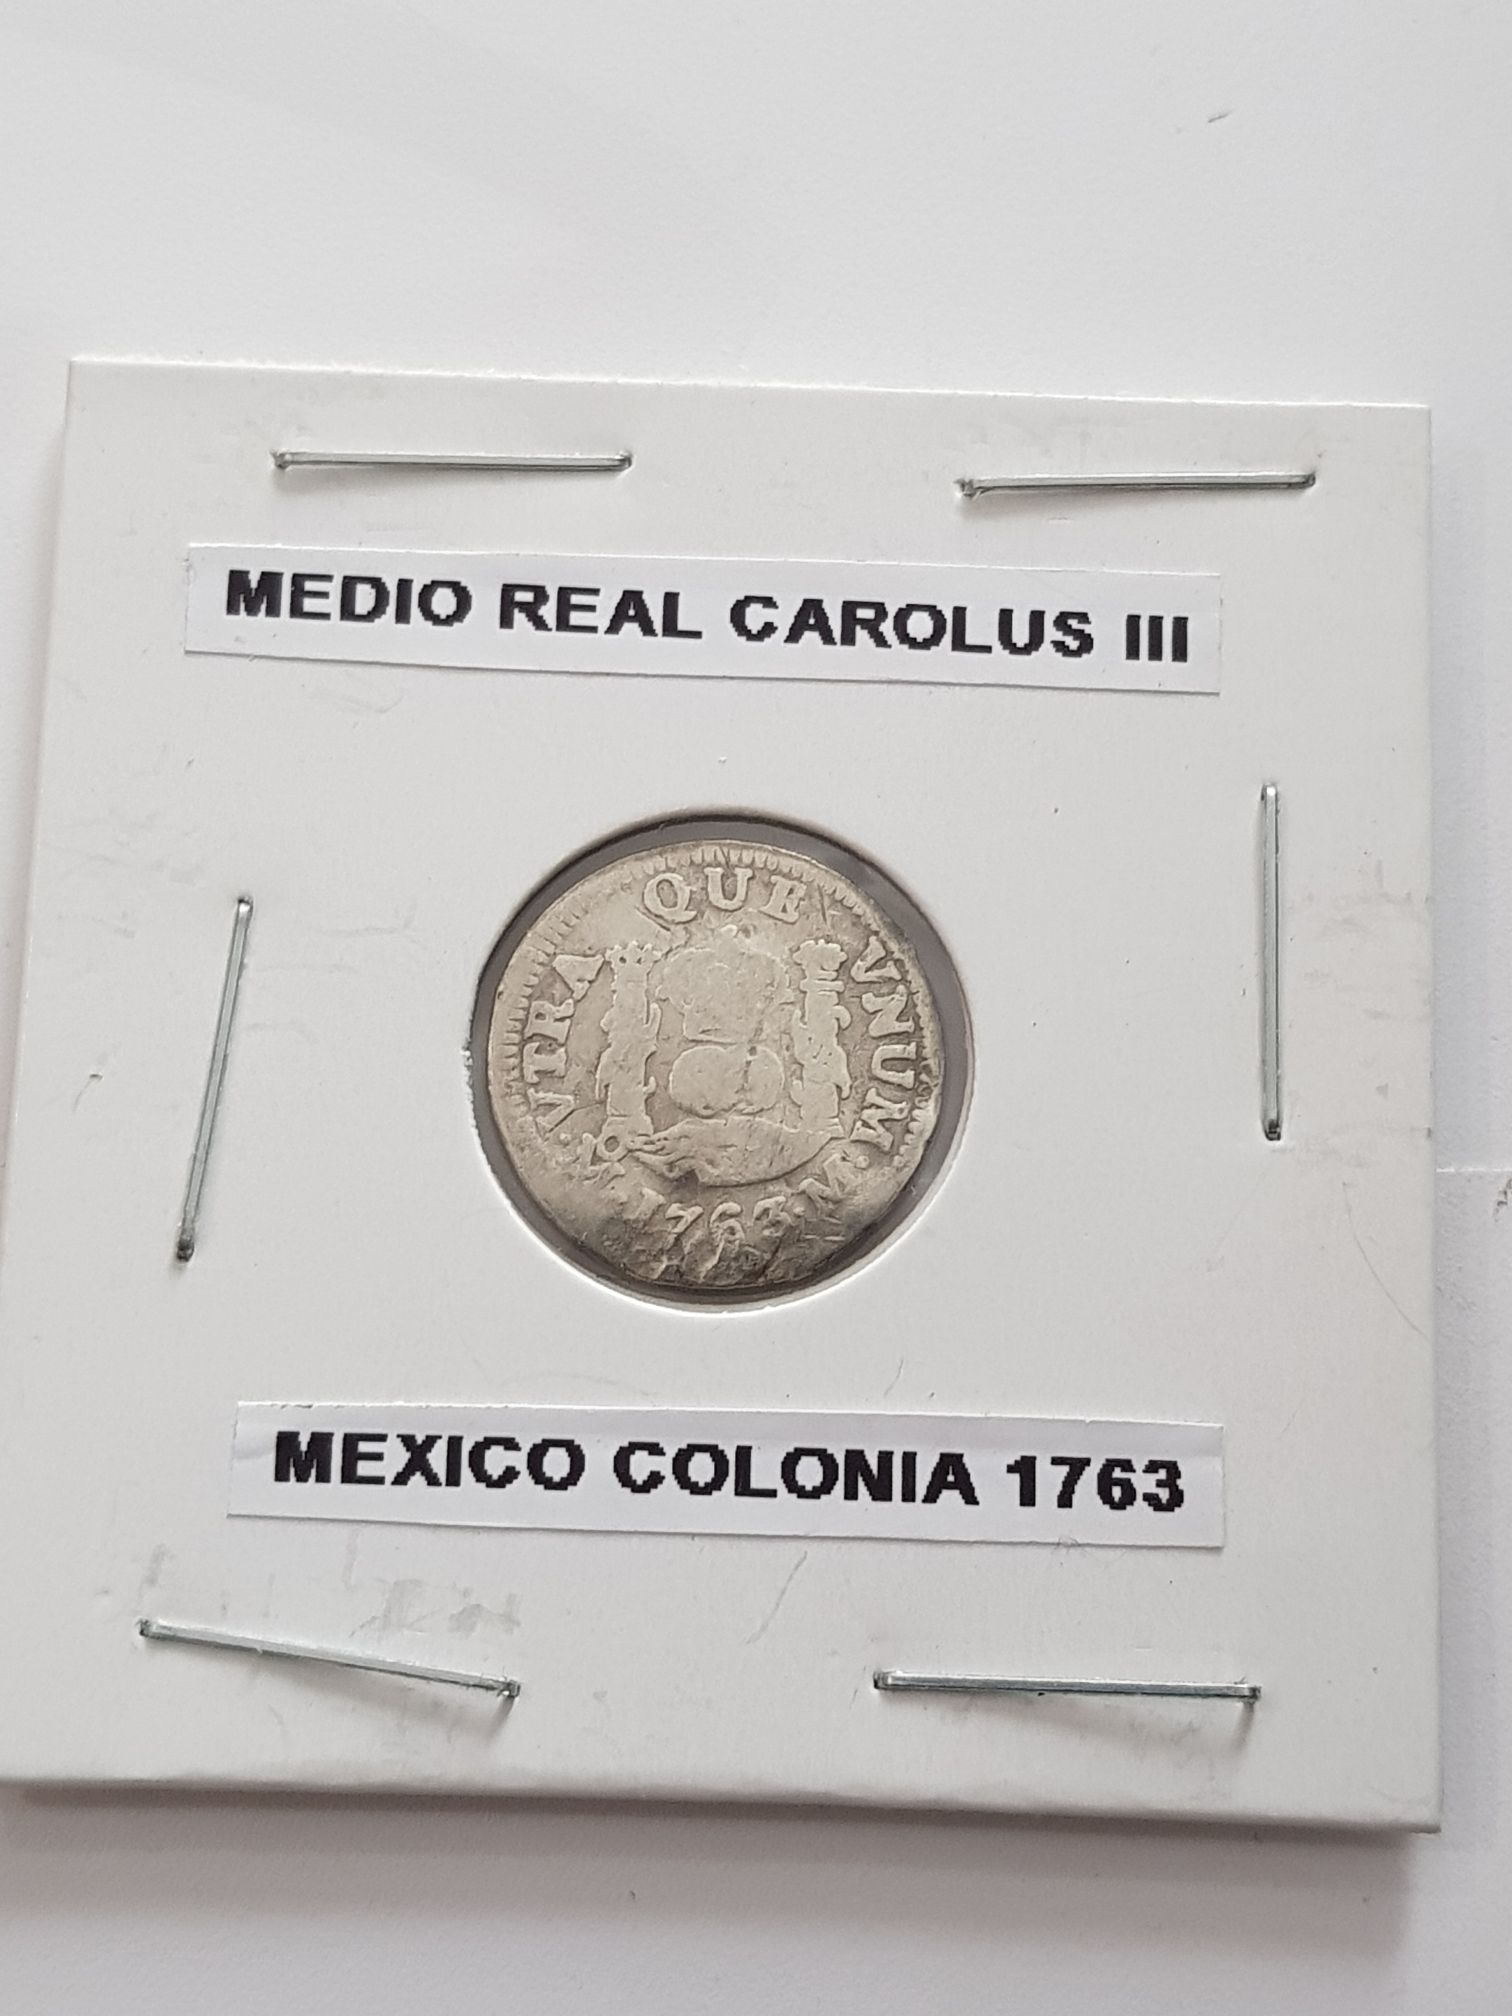 MEDIO REAL CAROLUS III
VTRA QUE VNUM
M. 1763. M.
MEXICO COLONIA 1763